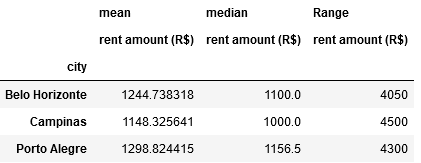 mean median Range
rent amount (R$) rent amount (R$) rent amount (R$)
city
Belo Horizonte 1244.738318 1100.0 4050
Campinas 1148.325641 1000.0 4500
Porto Alegre 1298.824415 1156.5 4300